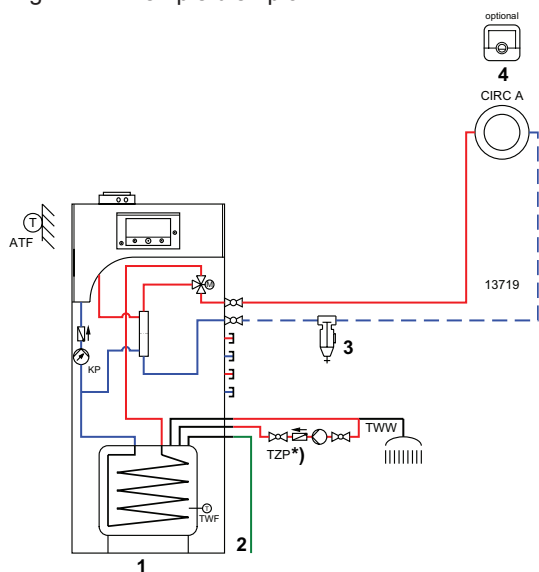 optional
4
CIRC A
T
ATF
M
13719
3
KP
TWW
TZP*)
T
TWF
2
1